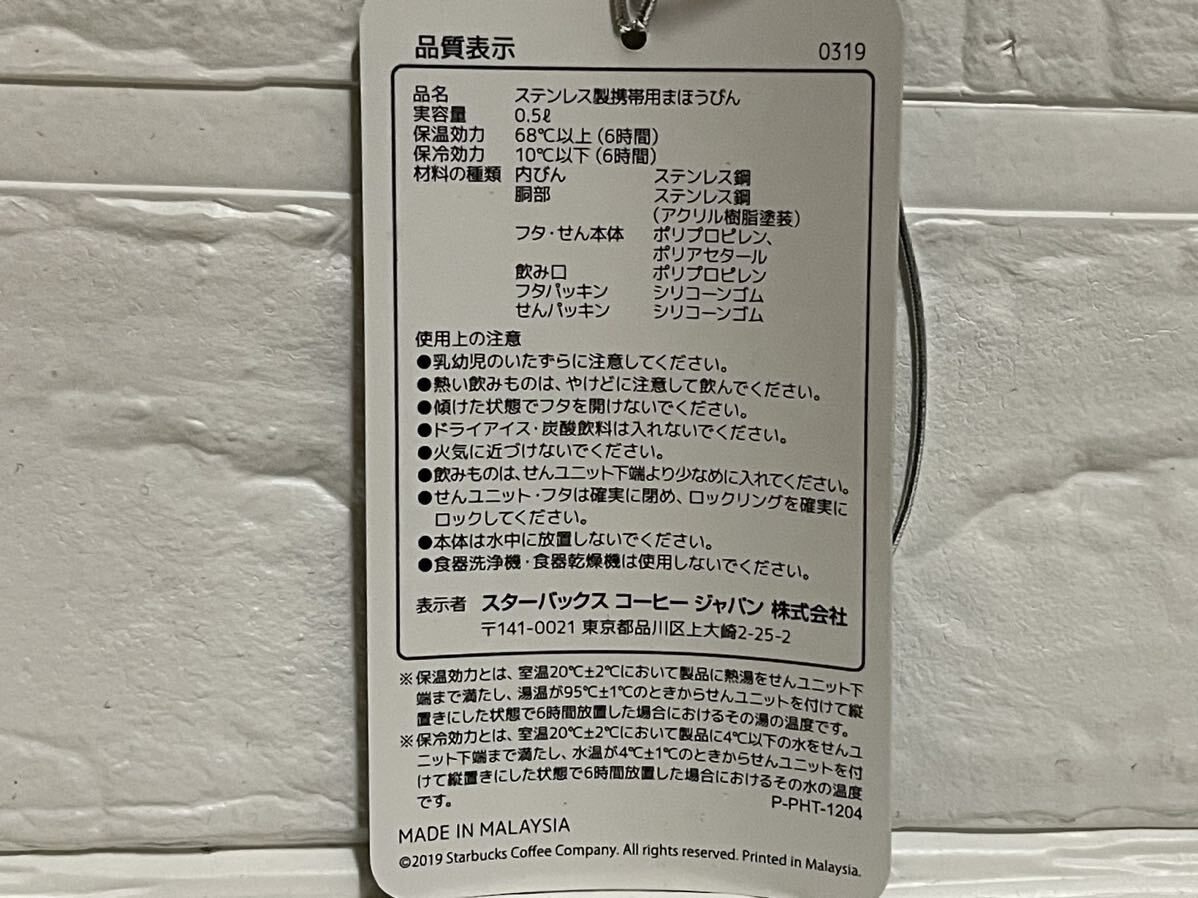 品質表示 0319
品名 ステンレス製携帯用まほうびん
実容量 0.5ℓ
保温効力 68℃以上(6時間)
保冷効力 10℃以下(6時間)
材料の種類 内びん ステンレス鋼
胴部 ステンレス鋼
(アクリル樹脂塗装)
フタ・せん本体 ポリプロピレン、
ポリアセタール
飲み口 ポリプロピレン
フタパッキン シリコーンゴム
せんパッキン シリコーンゴム
使用上の注意
●乳幼児のいたずらに注意してください。
●熱い飲みものは、やけどに注意して飲んでください。
●傾けた状態でフタを開けないでください。
●ドライアイス・炭酸飲料は入れないでください。
●火気に近づけないでください。
●飲みものは、せんユニット下端より少なめに入れてください。
●せんユニット・フタは確実に閉め、ロックリングを確実に
ロックしてください。
●本体は水中に放置しないでください。
●食器洗浄機・食器乾燥機は使用しないでください。
表示者 スターバックス コーヒー ジャパン 株式会社
〒141-0021 東京都品川区上大崎2-25-2
※保温効力とは、室温20℃±2℃において製品に熱湯をせんユニット下
端まで満たし、湯温が95℃±1℃のときからせんユニットを付けて縦
置きにした状態で6時間放置した場合におけるその湯の温度です。
※保冷効力とは、室温20℃±2℃において製品に4℃以下の水をせんユ
ニット下端まで満たし、水温が4℃±1℃のときからせんユニットを付
けて縦置きにした状態で6時間放置した場合におけるその水の温度
です。 P-PHT-1204
MADE IN MALAYSIA
©2019 Starbucks Coffee Company. All rights reserved. Printed in Malaysia.